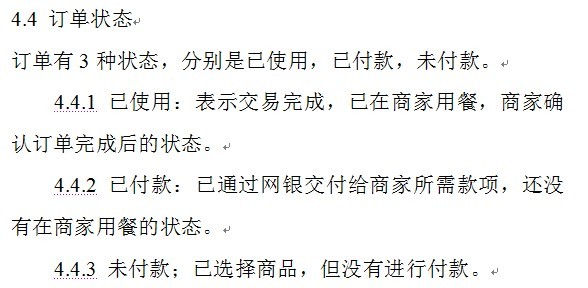 4.4 订单状态
订单有 3 种状态，分别是已使用，已付款，未付款。
4.4.1 已使用：表示交易完成，已在商家用餐，商家确
认订单完成后的状态。
4.4.2 已付款：已通过网银交付给商家所需款项，还没
有在商家用餐的状态。
4.4.3 未付款；已选择商品，但没有进行付款。